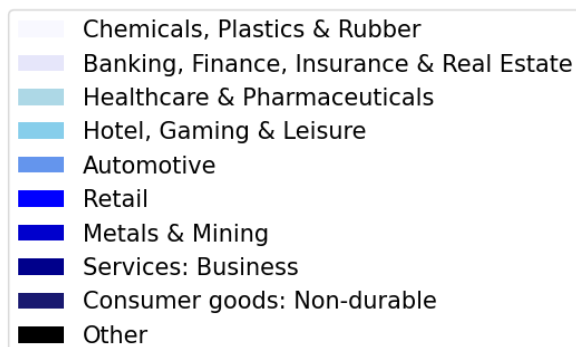 Chemicals, Plastics & Rubber
Banking, Finance, Insurance & Real Estate
Healthcare & Pharmaceuticals
Hotel, Gaming & Leisure
Automotive
Retail
Metals & Mining
Services: Business
Consumer goods: Non-durable
Other